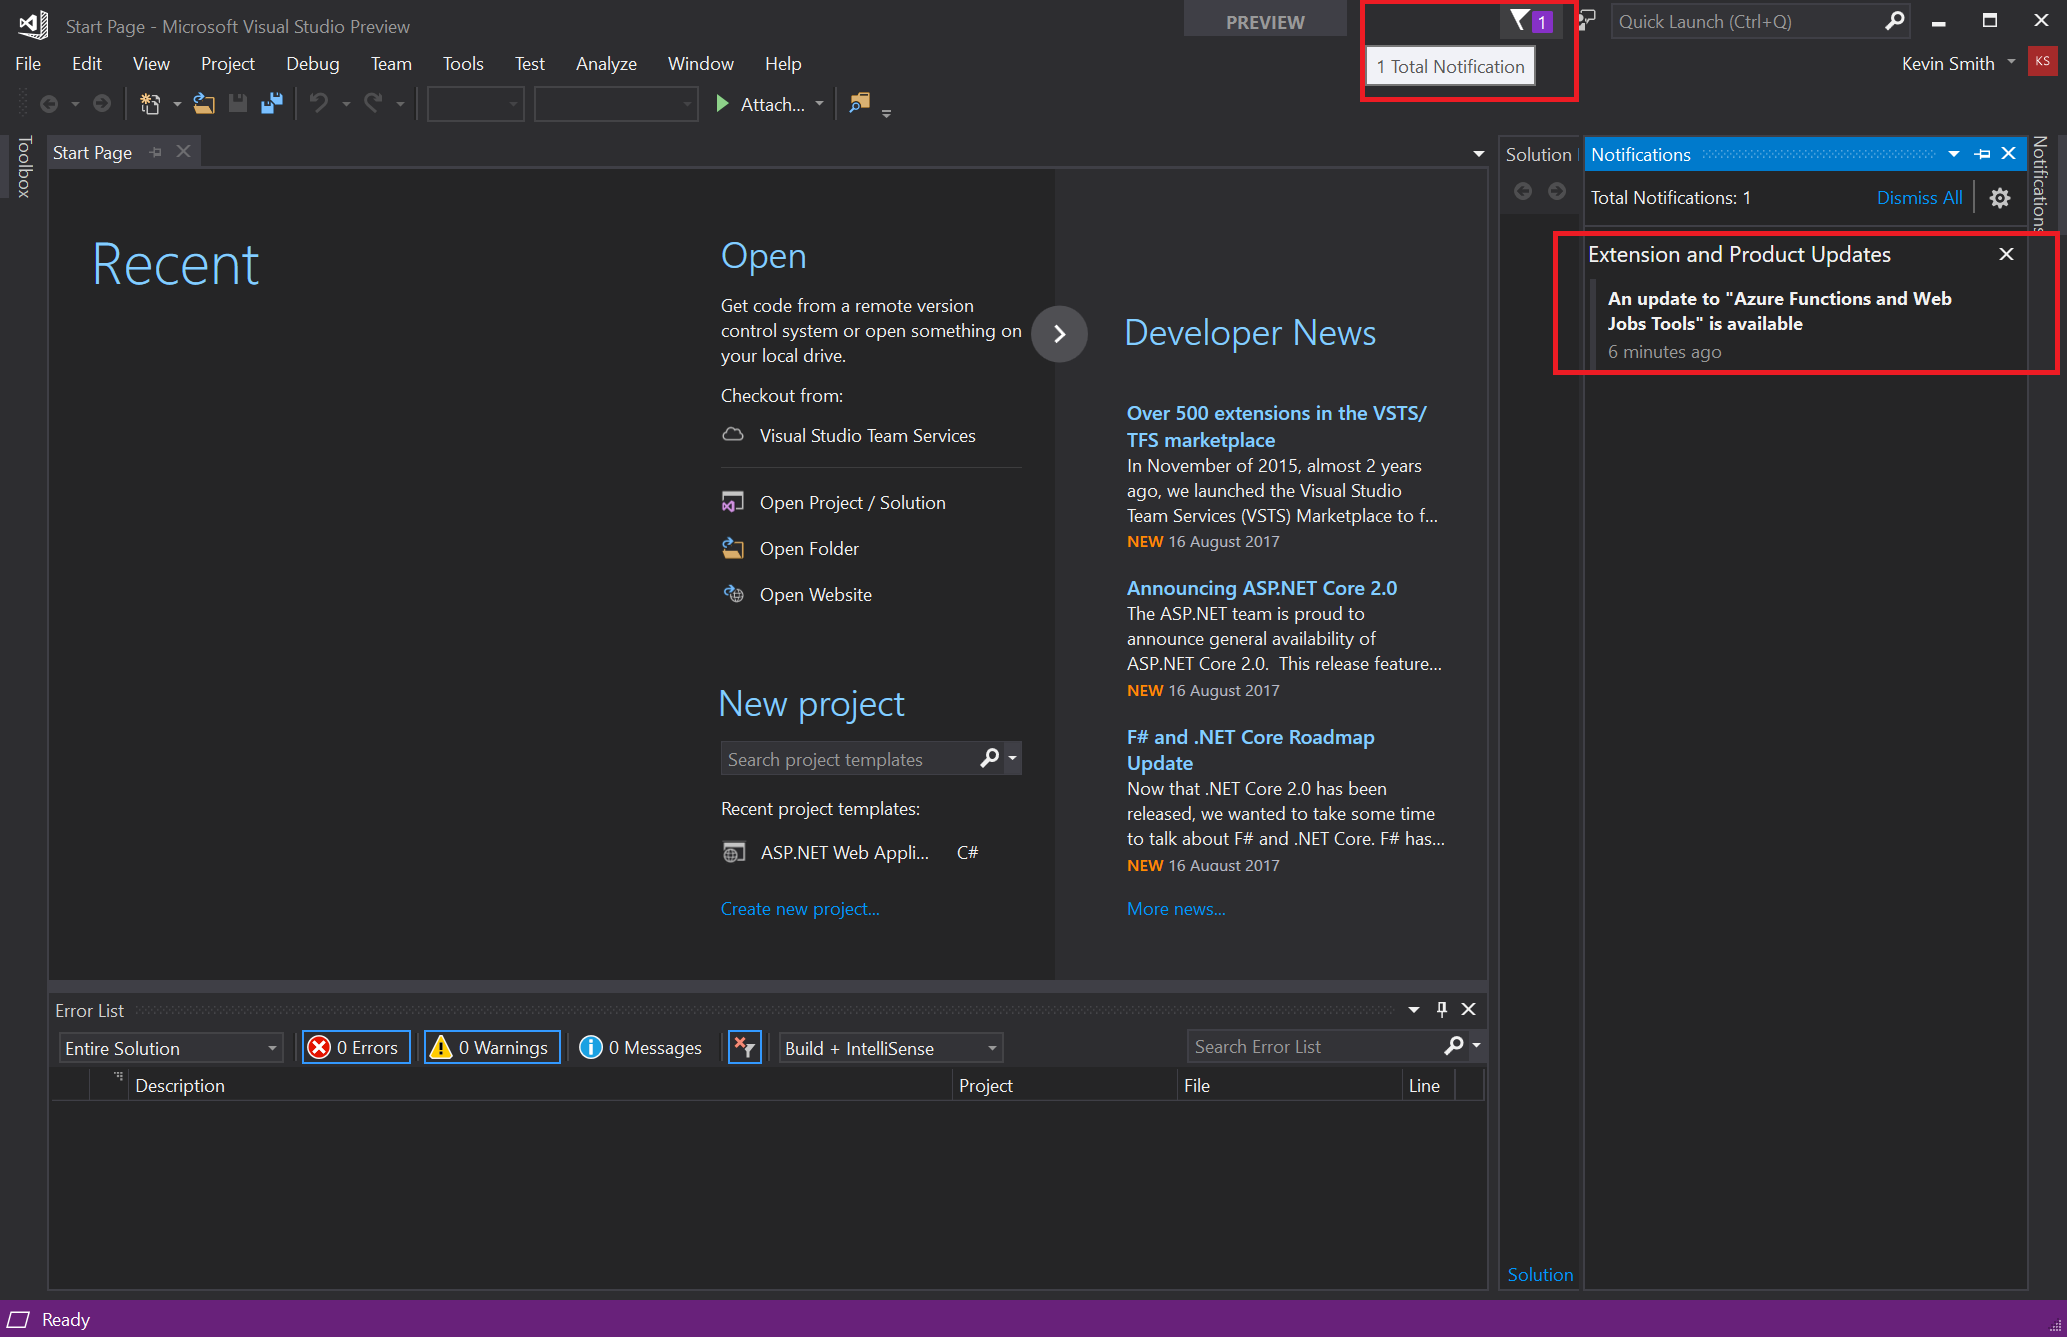 Start Page - Microsoft Visual Studio Preview
PREVIEW
1
Quick Launch (Ctrl+Q)
File Edit View Project Debug Team Tools Test Analyze Window Help
1 Total Notification
Kevin Smith
KS
Attach...
Toolbox
Start Page
Solution
Notifications
Notifications
Total Notifications: 1
Dismiss All
Extension and Product Updates
An update to "Azure Functions and Web
Jobs Tools" is available
6 minutes ago
Recent
Open
Get code from a remote version
control system or open something on
your local drive.
Checkout from:
Visual Studio Team Services
Open Project / Solution
Open Folder
Open Website
New project
Search project templates
Recent project templates:
ASP.NET Web Appli... C#
Create new project...
Developer News
Over 500 extensions in the VSTS/
TFS marketplace
In November of 2015, almost 2 years
ago, we launched the Visual Studio
Team Services (VSTS) Marketplace to f...
NEW 16 August 2017
Announcing ASP.NET Core 2.0
The ASP.NET team is proud to
announce general availability of
ASP.NET Core 2.0.  This release feature...
NEW 16 August 2017
F# and .NET Core Roadmap
Update
Now that .NET Core 2.0 has been
released, we wanted to take some time
to talk about F# and .NET Core. F# has...
NEW 16 August 2017
More news...
Error List
Entire Solution
0 Errors
0 Warnings
0 Messages
Build + IntelliSense
Search Error List
Description Project File Line
Solution
Ready